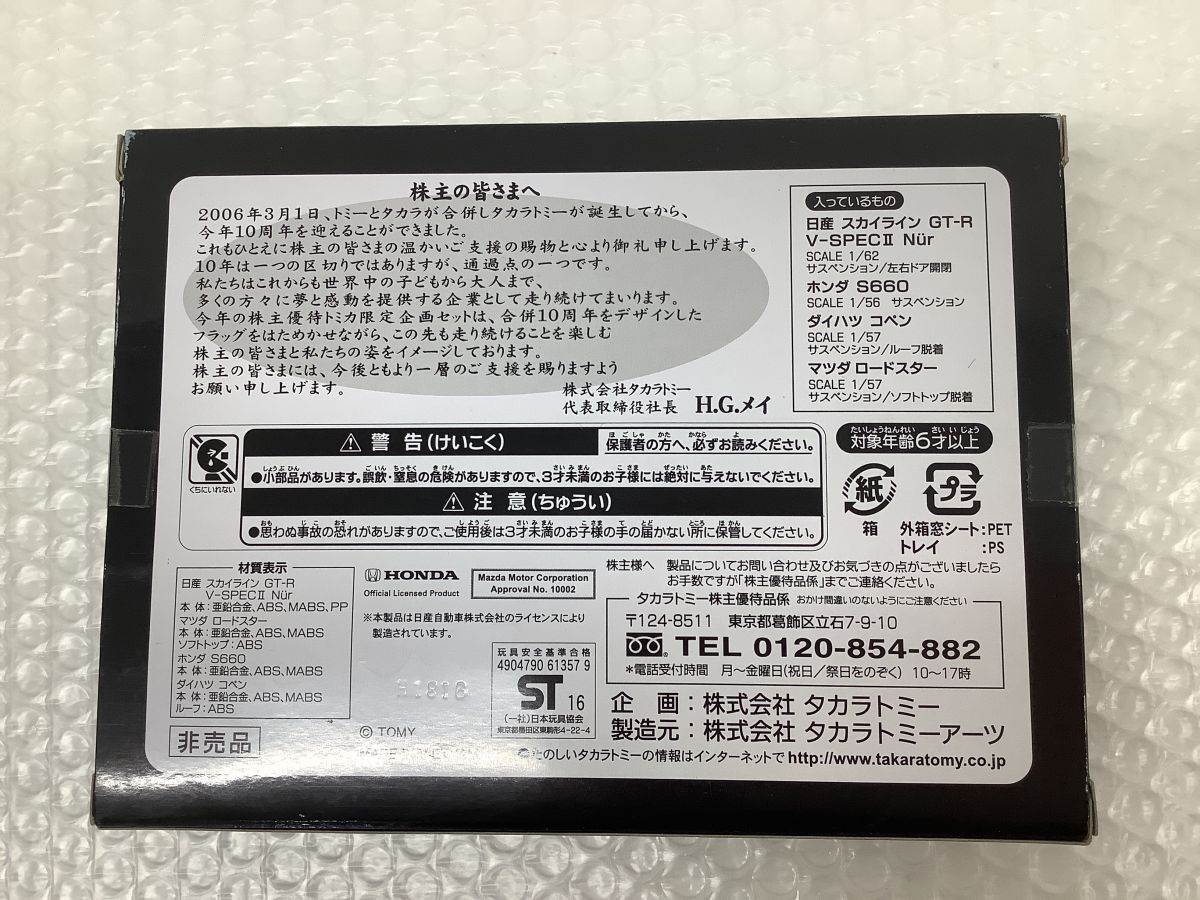 株主の皆さまへ
2006年3月1日、トミーとタカラが合併しタカラトミーが誕生してから、
今年10周年を迎えることができました。
これもひとえに株主の皆さまの温かいご支援の賜物と心より御礼申し上げます。
10年は一つの区切りではありますが、通過点の一つです。
私たちはこれからも世界中の子どもから大人まで、
多くの方々に夢と感動を提供する企業として走り続けてまいります。
今年の株主優待トミカ限定企画セットは、合併10周年をデザインした
フラッグをはためかせながら、この先も走り続けることを楽しむ
株主の皆さまと私たちの姿をイメージしております。
株主の皆さまには、今後ともより一層のご支援を賜りますよう
お願い申し上げます。
株式会社タカラトミー
代表取締役社長 H.G.メイ
入っているもの
日産 スカイライン GT-R
V-SPECⅡ Nür
SCALE 1/62
サスペンション/左右ドア開閉
ホンダ S660
SCALE 1/56 サスペンション
ダイハツ コペン
SCALE 1/57
サスペンション/ルーフ脱着
マツダ ロードスター
SCALE 1/57
サスペンション/ソフトトップ脱着
くちにいれない
警告(けいこく)
保護者の方へ、必ずお読みください。
●小部品があります。誤飲・窒息の危険がありますので、3才未満のお子様には絶対に与えないでください。
注意(ちゅうい)
●思わぬ事故の恐れがありますので、ご使用後は3才未満のお子様の手の届かない所に保管してください。
対象年齢6才以上
紙
プラ
箱
外箱窓シート:PET
トレイ :PS
材質表示
日産 スカイライン GT-R
V-SPECⅡ Nür
本体:亜鉛合金、ABS、MABS、PP
マツダ ロードスター
本体:亜鉛合金、ABS、MABS
ソフトトップ:ABS
ホンダ S660
本体:亜鉛合金、ABS、MABS
ダイハツ コペン
本体:亜鉛合金、ABS、MABS
ルーフ:ABS
非売品
HONDA
Official Licensed Product
Mazda Motor Corporation
Approval No. 10002
※本製品は日産自動車株式会社のライセンスにより
製造されています。
玩具安全基準合格
4904790 61357 9
ST 16
(一社)日本玩具協会
東京都墨田区東駒形4-22-4
© TOMY
株主様へ 製品についてお問い合わせ及びお気づきの点がございましたら
お手数ですが「株主優待品係」までご連絡ください。
タカラトミー株主優待品係 おかけ間違いのないようにご注意ください
〒124-8511 東京都葛飾区立石7-9-10
TEL 0120-854-882
*電話受付時間 月〜金曜日(祝日/祭日をのぞく) 10〜17時
企 画:株式会社 タカラトミー
製造元:株式会社 タカラトミーアーツ
たのしいタカラトミーの情報はインターネットで http://www.takaratomy.co.jp